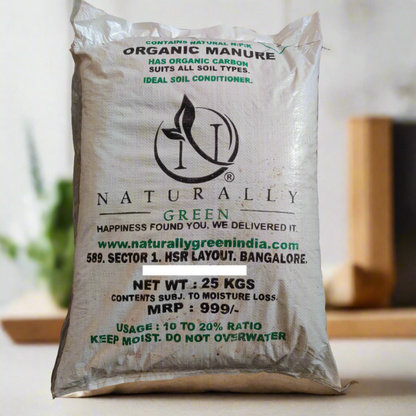 CONTAINS NATURAL N.P.K
ORGANIC MANURE
HAS ORGANIC CARBON
SUITS ALL SOIL TYPES.
IDEAL SOIL CONDITIONER.
N
®
NATURALLY
GREEN
HAPPINESS FOUND YOU, WE DELIVERED IT.
www.naturallygreenindia.com
589, SECTOR 1, HSR LAYOUT, BANGALORE.
NET WT : 25 KGS
CONTENTS SUBJ. TO MOISTURE LOSS.
MRP : 999/-
USAGE : 10 TO 20% RATIO
KEEP MOIST. DO NOT OVERWATER